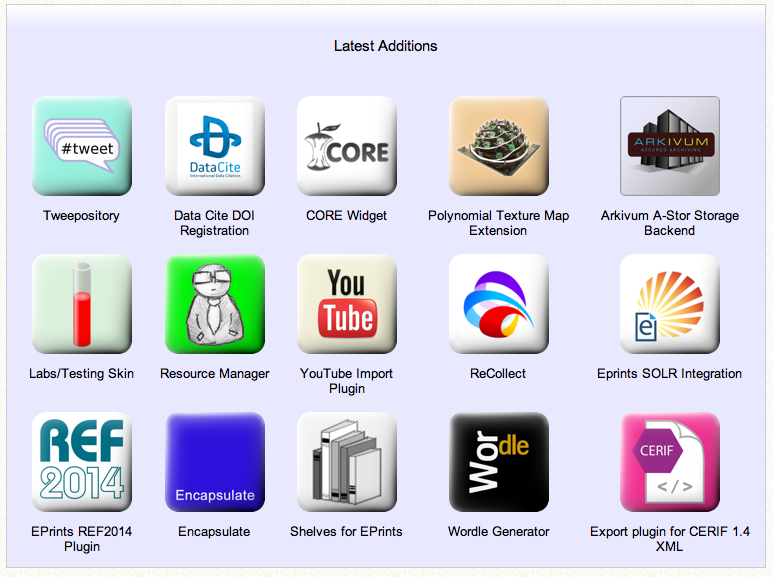 Latest Additions
#tweet
DataCite
International Data Citation
CORE
ARKIVUM
ASSURED ARCHIVING
Tweepository
Data Cite DOI
Registration
CORE Widget
Polynomial Texture Map
Extension
Arkivum A-Stor Storage
Backend
You
Tube
e
Labs/Testing Skin
Resource Manager
YouTube Import
Plugin
ReCollect
Eprints SOLR Integration
REF
2014
Encapsulate
Wordle
CERIF
</>
EPrints REF2014
Plugin
Encapsulate
Shelves for EPrints
Wordle Generator
Export plugin for CERIF 1.4
XML